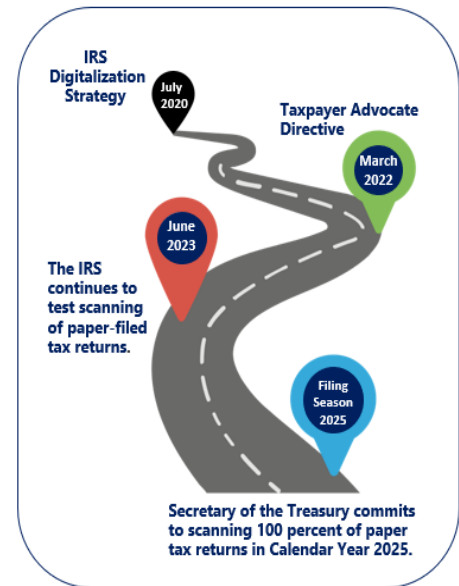 IRS
Digitalization
Strategy
July
2020
Taxpayer Advocate
Directive
March
2022
June
2023
The IRS
continues to
test scanning
of paper-filed
tax returns.
Filing
Season
2025
Secretary of the Treasury commits
to scanning 100 percent of paper
tax returns in Calendar Year 2025.